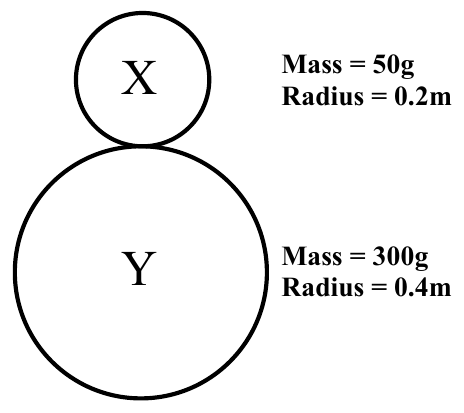 X
Mass = 50g
Radius = 0.2m
Y
Mass = 300g
Radius = 0.4m